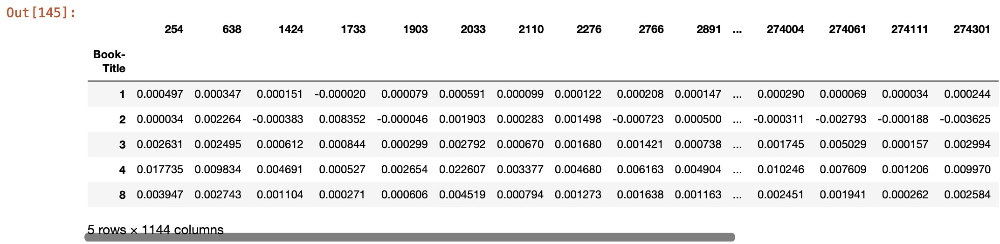 Out[145]:
254 638 1424 1733 1903 2033 2110 2276 2766 2891 ... 274004 274061 274111 274301
Book-
Title
1 0.000497 0.000347 0.000151 -0.000020 0.000079 0.000591 0.000099 0.000122 0.000208 0.000147 ... 0.000290 0.000069 0.000034 0.000244
2 0.000034 0.002264 -0.000383 0.008352 -0.000046 0.001903 0.000283 0.001498 -0.000723 0.000500 ... -0.000311 -0.002793 -0.000188 -0.003625
3 0.002631 0.002495 0.000612 0.000844 0.000299 0.002792 0.000670 0.001680 0.001421 0.000738 ... 0.001745 0.005029 0.000157 0.002994
4 0.017735 0.009834 0.004691 0.000527 0.002654 0.022607 0.003377 0.004680 0.006163 0.004904 ... 0.010246 0.007609 0.001206 0.009970
8 0.003947 0.002743 0.001104 0.000271 0.000606 0.004519 0.000794 0.001273 0.001638 0.001163 ... 0.002451 0.001941 0.000262 0.002584
5 rows × 1144 columns